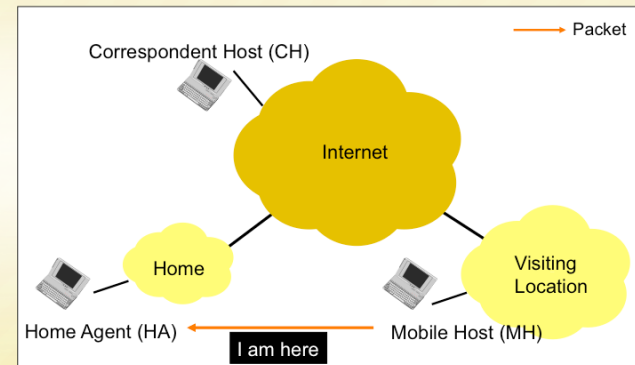 Packet
Correspondent Host (CH)
Internet
Home
Visiting
Location
Home Agent (HA)
Mobile Host (MH)
I am here